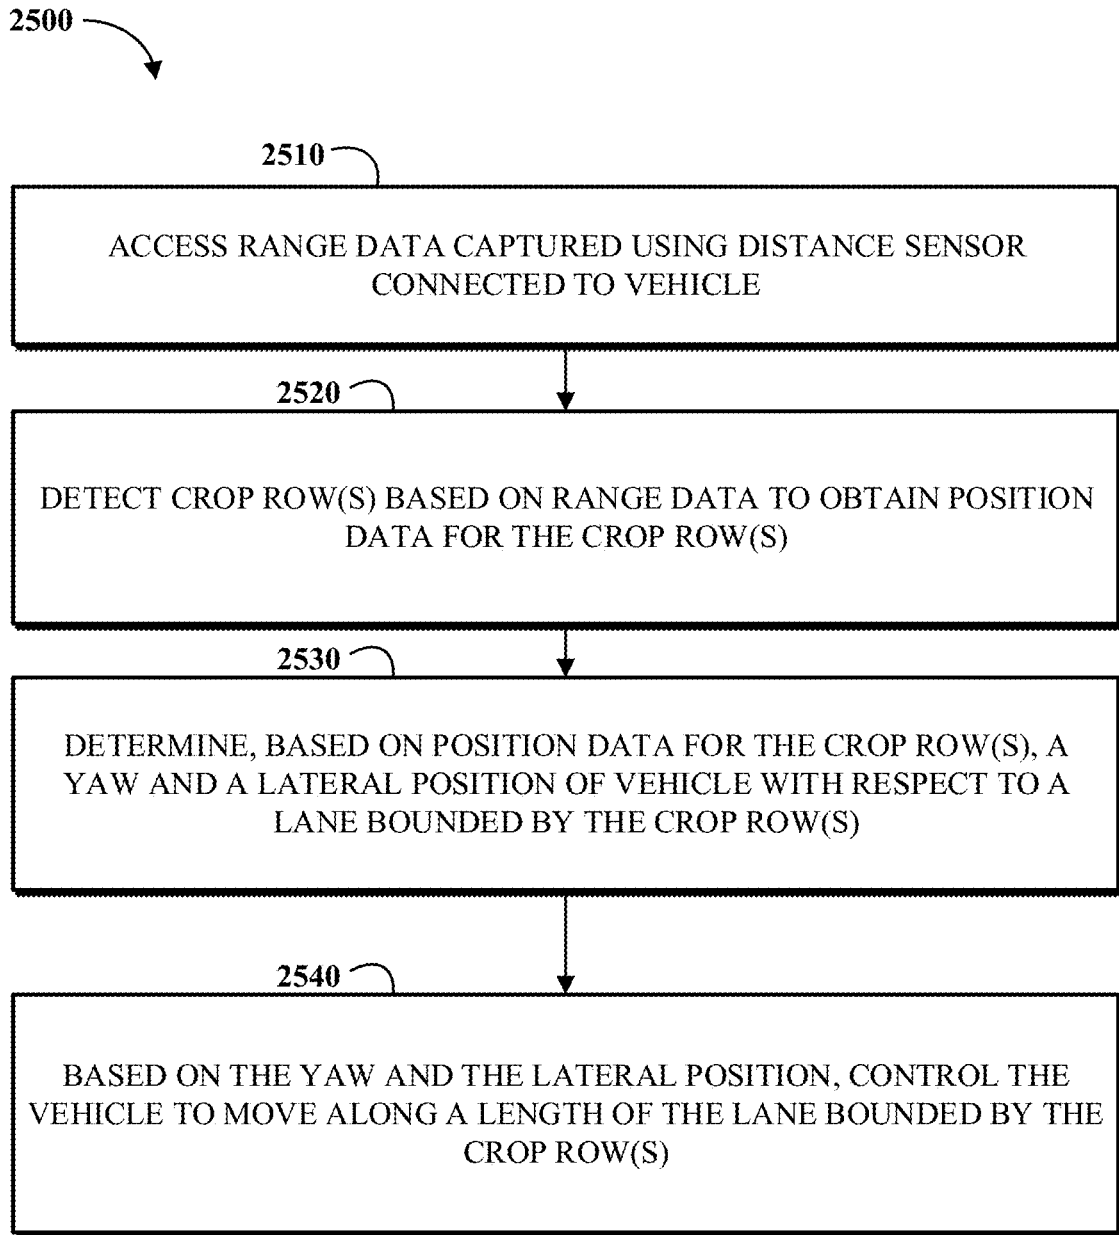 2500
2510
ACCESS RANGE DATA CAPTURED USING DISTANCE SENSOR
CONNECTED TO VEHICLE
2520
DETECT CROP ROW(S) BASED ON RANGE DATA TO OBTAIN POSITION
DATA FOR THE CROP ROW(S)
2530
DETERMINE, BASED ON POSITION DATA FOR THE CROP ROW(S), A
YAW AND A LATERAL POSITION OF VEHICLE WITH RESPECT TO A
LANE BOUNDED BY THE CROP ROW(S)
2540
BASED ON THE YAW AND THE LATERAL POSITION, CONTROL THE
VEHICLE TO MOVE ALONG A LENGTH OF THE LANE BOUNDED BY THE
CROP ROW(S)